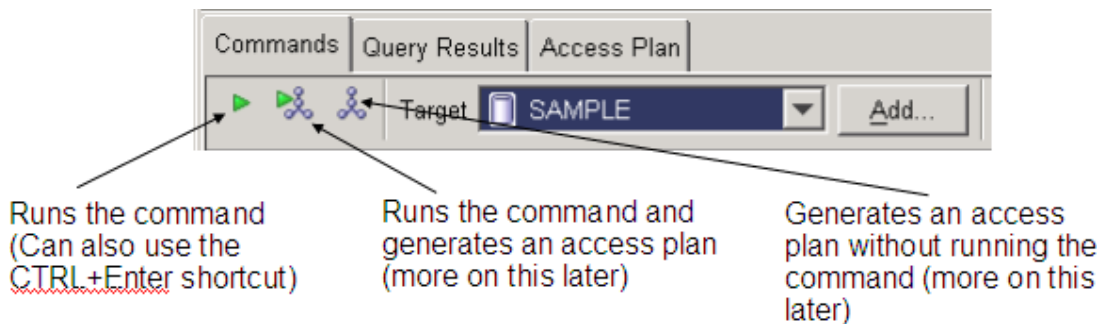 Commands Query Results Access Plan
Target SAMPLE Add...
Runs the command
(Can also use the
CTRL+Enter shortcut)
Runs the command and
generates an access plan
(more on this later)
Generates an access
plan without running the
command (more on this
later)